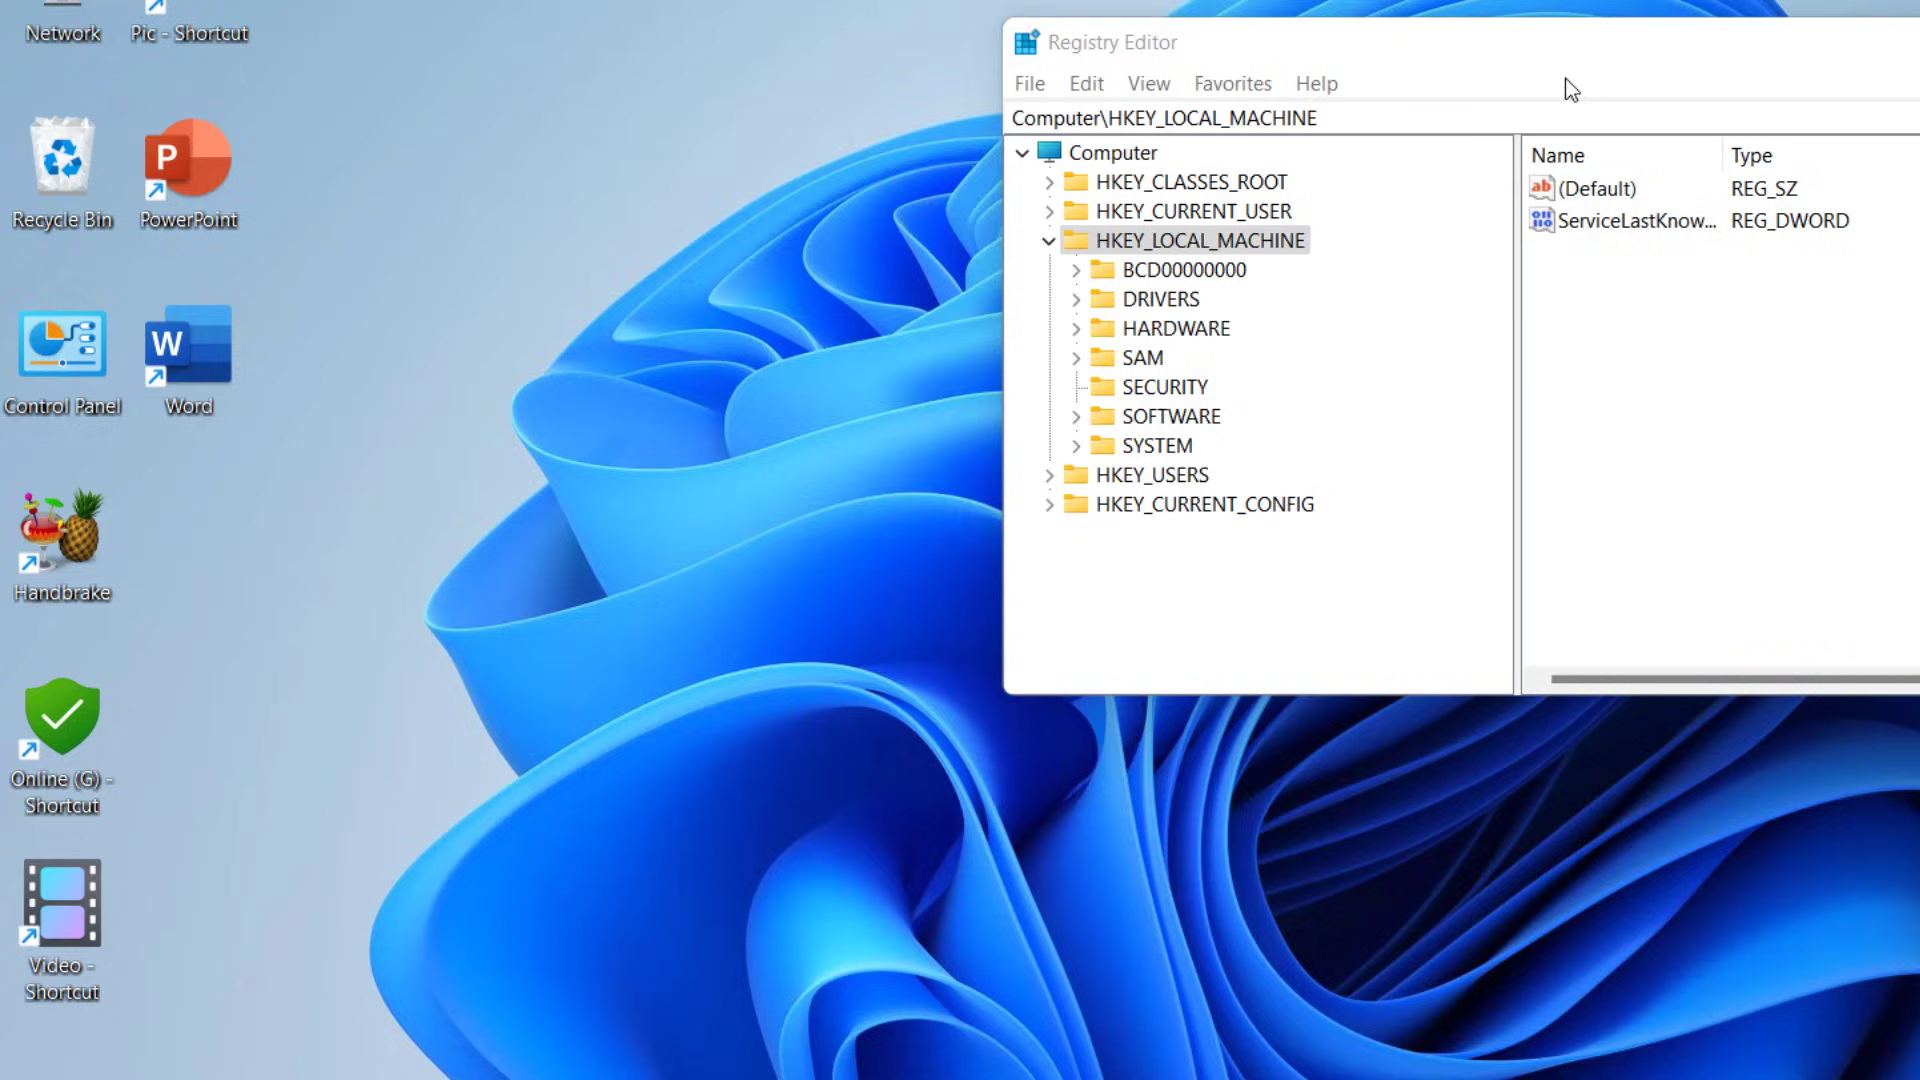 Network
Pic - Shortcut
Recycle Bin
PowerPoint
Control Panel
Word
Handbrake
Online (G) -
Shortcut
Video -
Shortcut
Registry Editor
File Edit View Favorites Help
Computer\HKEY_LOCAL_MACHINE
Computer
HKEY_CLASSES_ROOT
HKEY_CURRENT_USER
HKEY_LOCAL_MACHINE
BCD00000000
DRIVERS
HARDWARE
SAM
SECURITY
SOFTWARE
SYSTEM
HKEY_USERS
HKEY_CURRENT_CONFIG
Name Type
(Default) REG_SZ
ServiceLastKnow... REG_DWORD